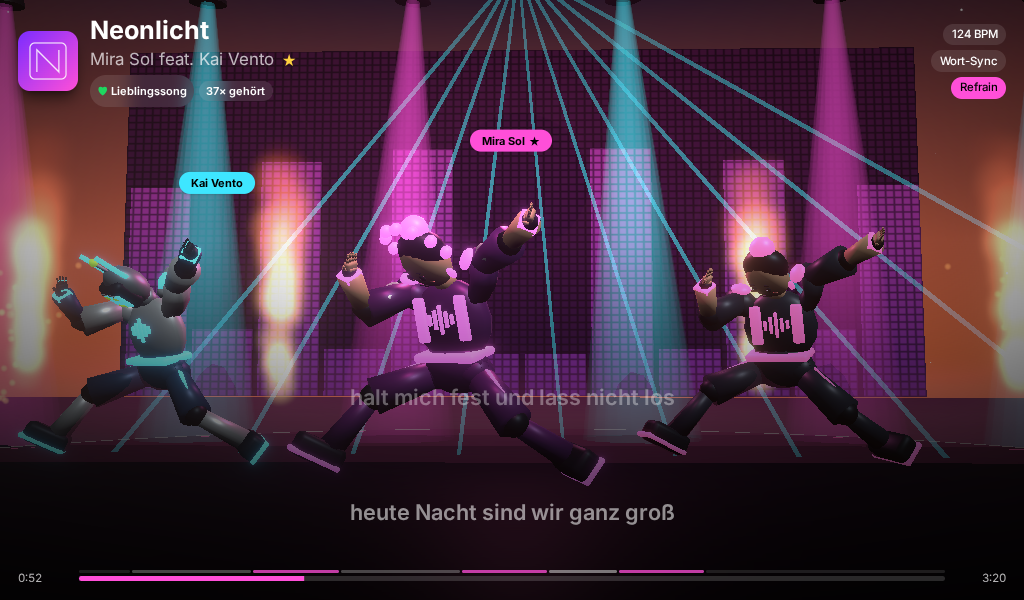 Neonlicht
Mira Sol feat. Kai Vento ★
Lieblingssong
37× gehört
124 BPM
Wort-Sync
Refrain
Mira Sol ★
Kai Vento
halt mich fest und lass nicht los
heute Nacht sind wir ganz groß
0:52
3:20